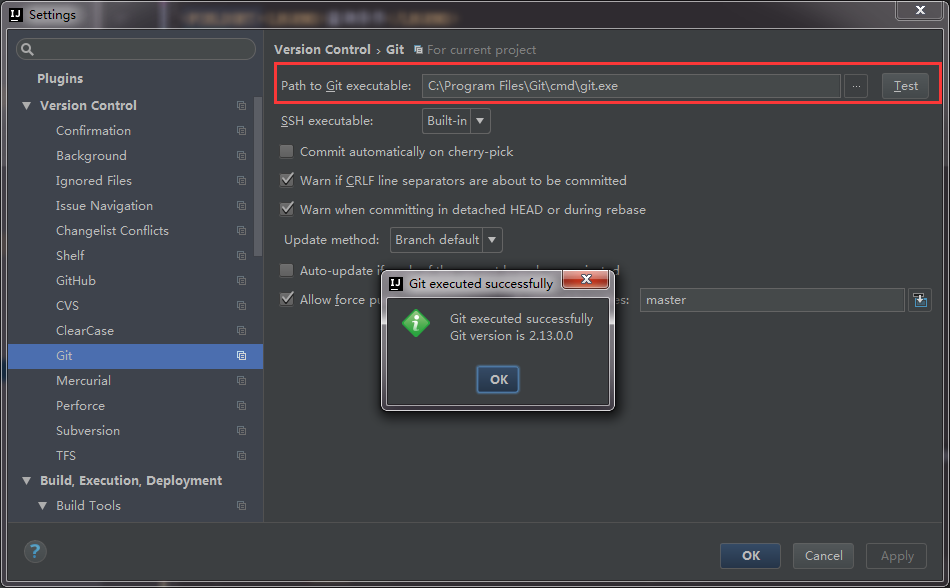 Settings
Plugins
Version Control
Confirmation
Background
Ignored Files
Issue Navigation
Changelist Conflicts
Shelf
GitHub
CVS
ClearCase
Git
Mercurial
Perforce
Subversion
TFS
Build, Execution, Deployment
Build Tools
Version Control › Git For current project
Path to Git executable: C:\Program Files\Git\cmd\git.exe ... Test
SSH executable: Built-in
Commit automatically on cherry-pick
Warn if CRLF line separators are about to be committed
Warn when committing in detached HEAD or during rebase
Update method: Branch default
Auto-update
Allow force master
Git executed successfully
Git executed successfully
Git version is 2.13.0.0
OK
? OK Cancel Apply